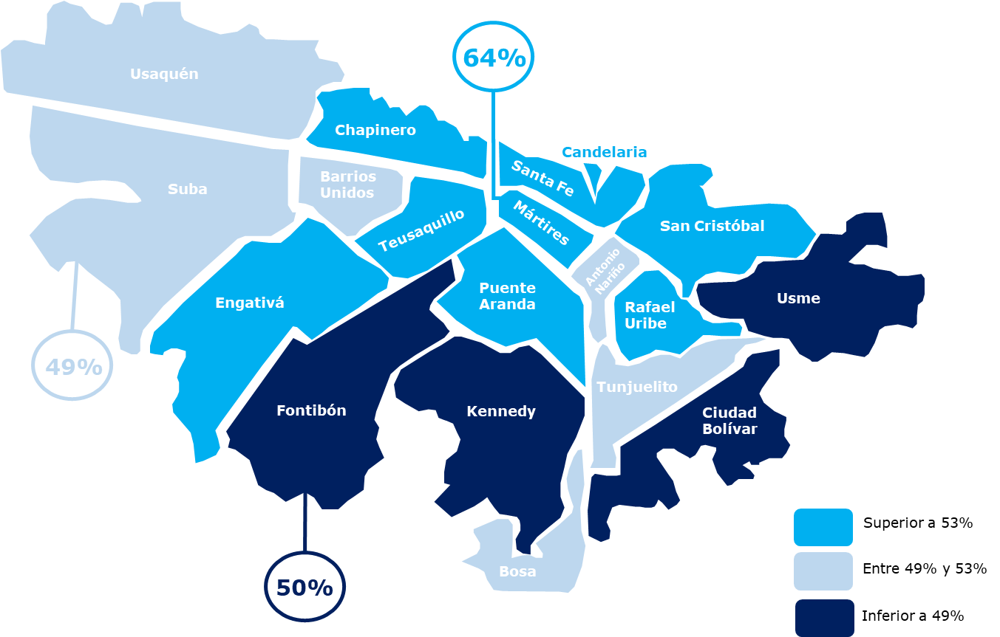 64%
Usaquén
Chapinero
Candelaria
Santa Fe
Barrios
Unidos
Suba
Mártires
Teusaquillo
San Cristóbal
Antonio
Nariño
Puente
Aranda
Usme
Engativá
Rafael
Uribe
49%
Tunjuelito
Fontibón
Kennedy
Ciudad
Bolívar
Superior a 53%
Bosa
Entre 49% y 53%
50%
Inferior a 49%